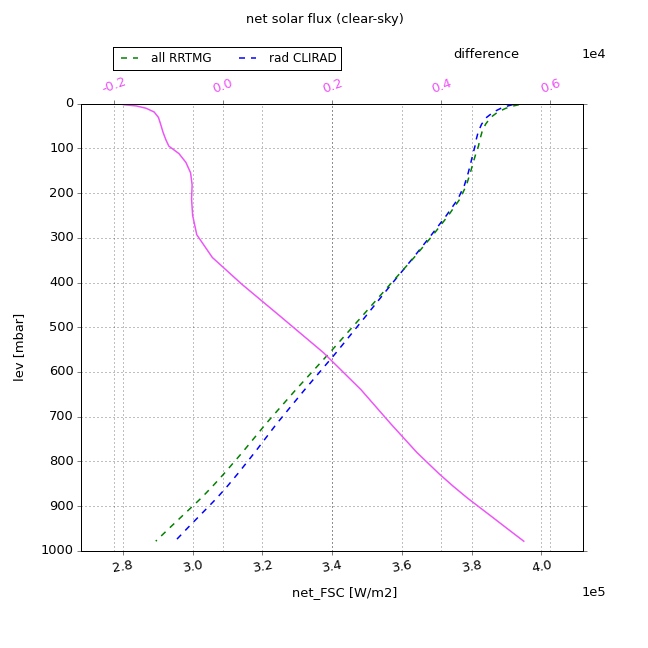 net solar flux (clear-sky)
all RRTMG rad CLIRAD difference 1e4
-0.2 0.0 0.2 0.4 0.6
0
100
200
300
400
500
600
700
800
900
1000
lev [mbar]
2.8 3.0 3.2 3.4 3.6 3.8 4.0
net_FSC [W/m2] 1e5